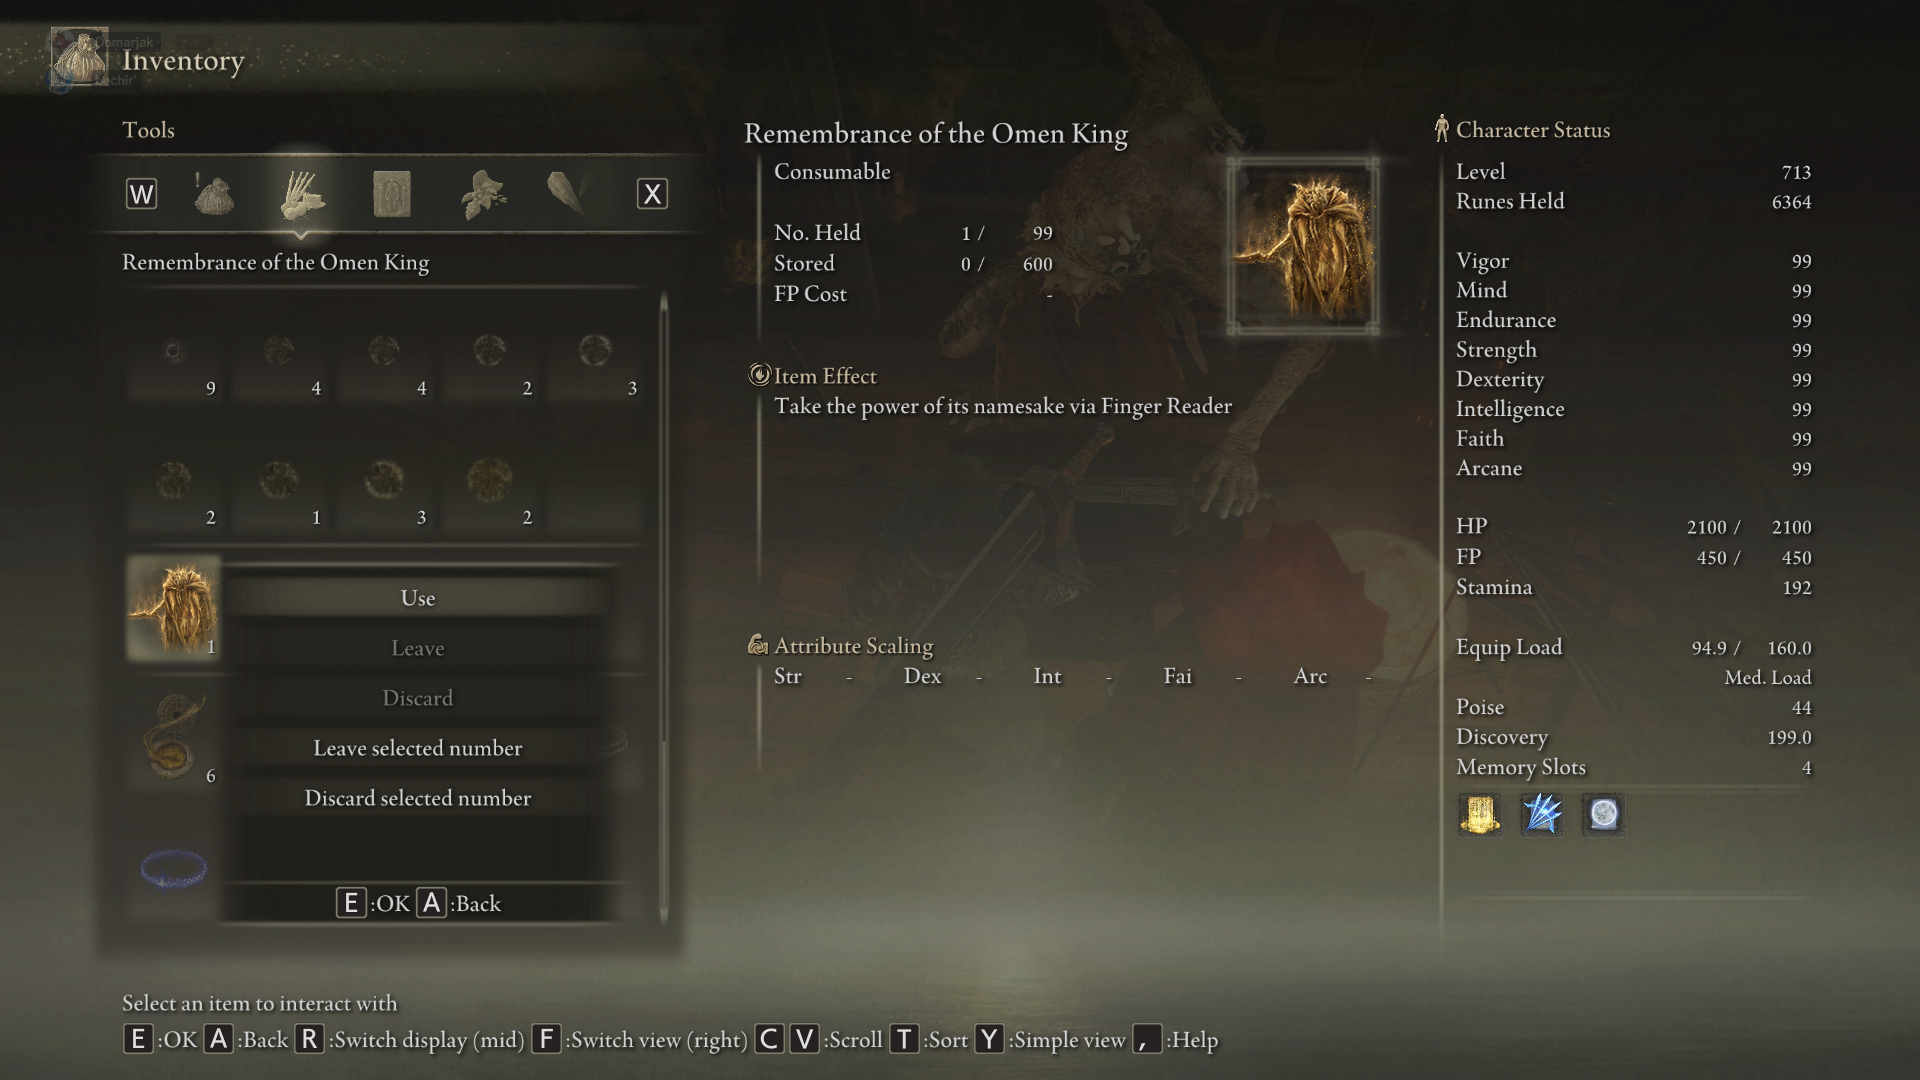 Domarjak
Inventory
Tools
W
!
X
Remembrance of the Omen King
9
4
4
2
3
2
1
3
2
1
6
Use
Leave
Discard
Leave selected number
Discard selected number
E :OK A :Back
Remembrance of the Omen King
Consumable
No. Held 1 / 99
Stored 0 / 600
FP Cost -
Item Effect
Take the power of its namesake via Finger Reader
Attribute Scaling
Str - Dex - Int - Fai - Arc -
Character Status
Level 713
Runes Held 6364
Vigor 99
Mind 99
Endurance 99
Strength 99
Dexterity 99
Intelligence 99
Faith 99
Arcane 99
HP 2100 / 2100
FP 450 / 450
Stamina 192
Equip Load 94.9 / 160.0
Med. Load
Poise 44
Discovery 199.0
Memory Slots 4
Select an item to interact with
E :OK A :Back R :Switch display (mid) F :Switch view (right) C V :Scroll T :Sort Y :Simple view , :Help